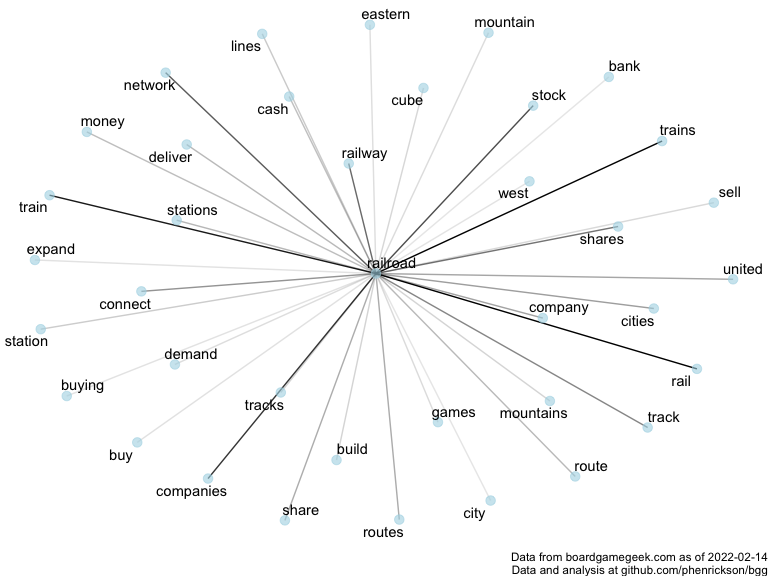 eastern
mountain
lines
bank
network
cube
stock
cash
money
trains
deliver
railway
west
sell
train
stations
shares
expand
railroad
united
connect
company
cities
station
demand
rail
buying
tracks
games
mountains
track
buy
build
route
companies
share
city
routes
Data from boardgamegeek.com as of 2022-02-14
Data and analysis at github.com/phenrickson/bgg